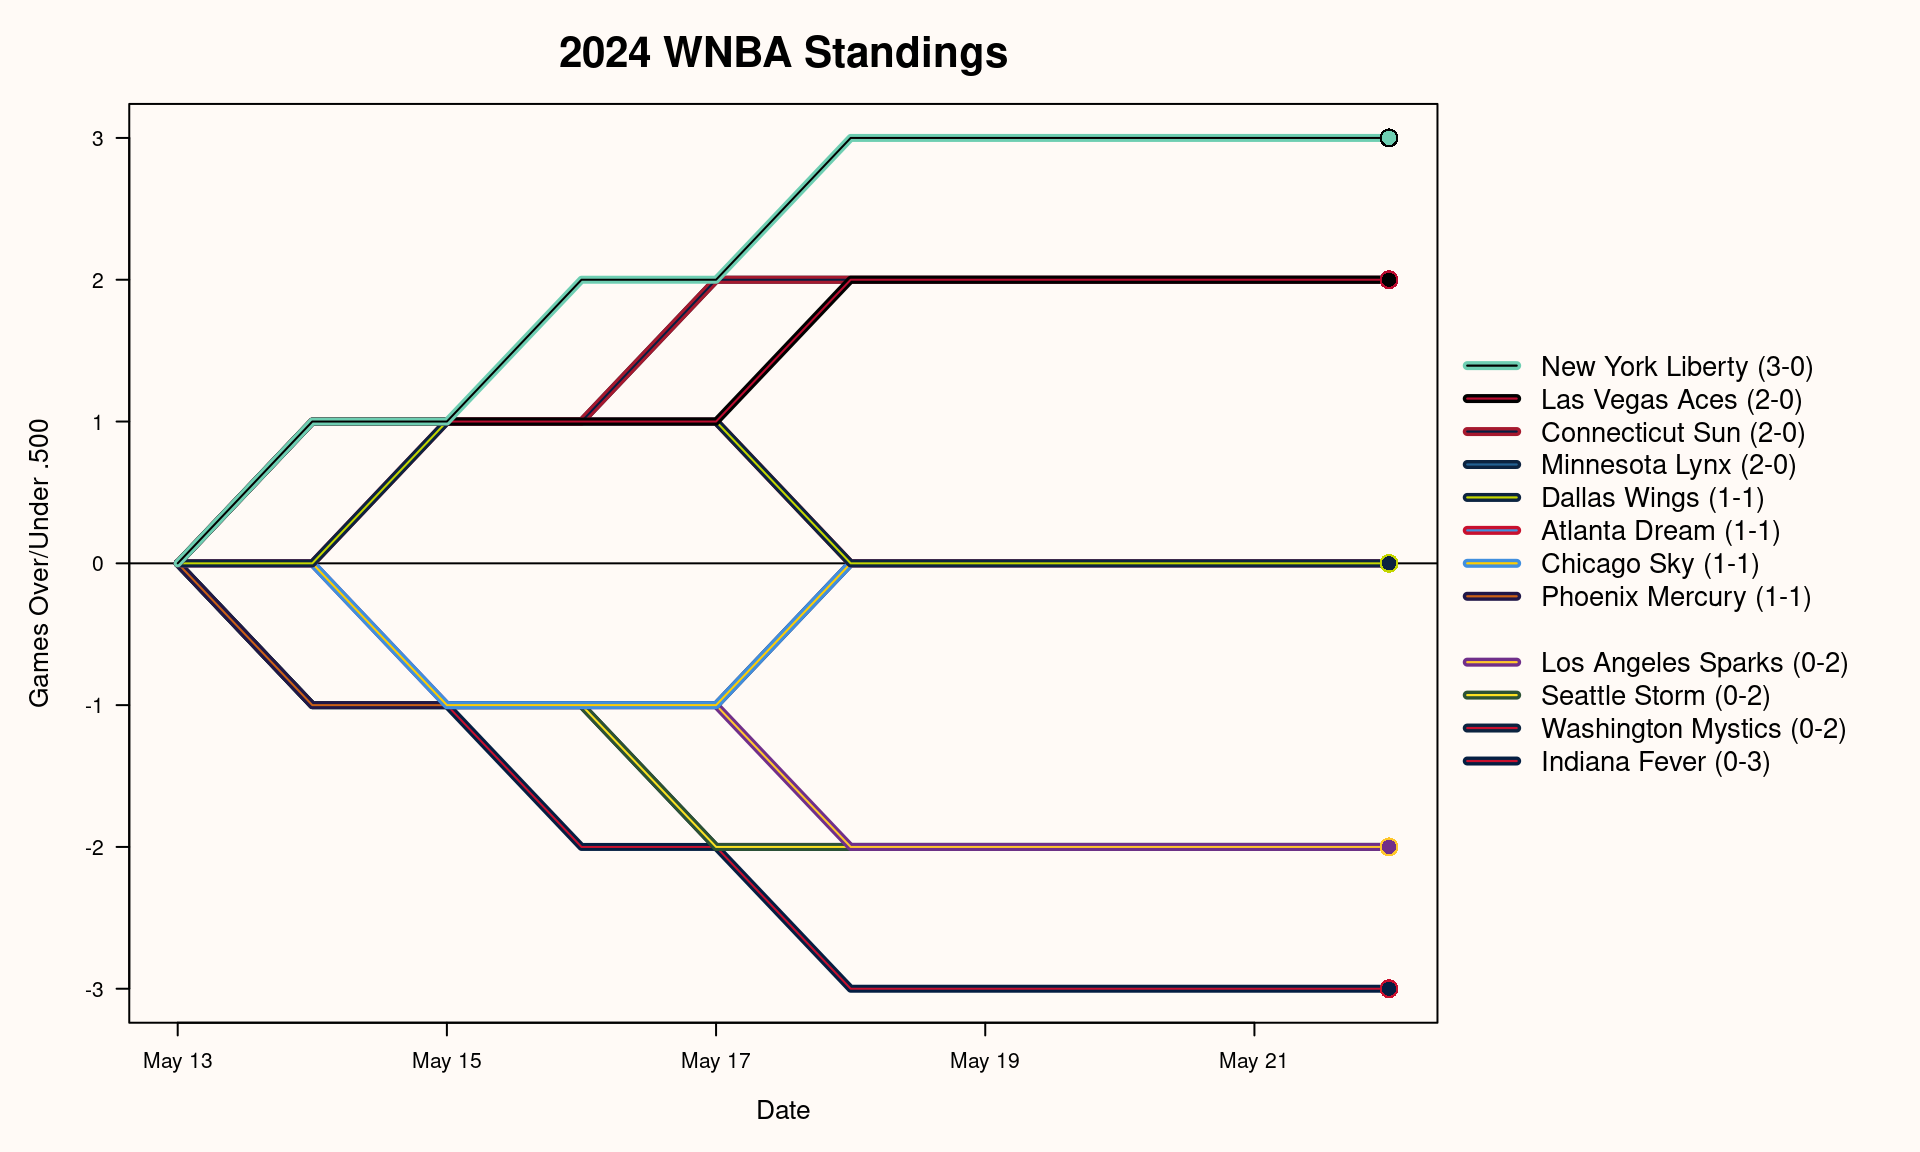 2024 WNBA Standings
Games Over/Under .500
3
2
1
0
-1
-2
-3
May 13
May 15
May 17
May 19
May 21
Date
New York Liberty (3-0)
Las Vegas Aces (2-0)
Connecticut Sun (2-0)
Minnesota Lynx (2-0)
Dallas Wings (1-1)
Atlanta Dream (1-1)
Chicago Sky (1-1)
Phoenix Mercury (1-1)
Los Angeles Sparks (0-2)
Seattle Storm (0-2)
Washington Mystics (0-2)
Indiana Fever (0-3)